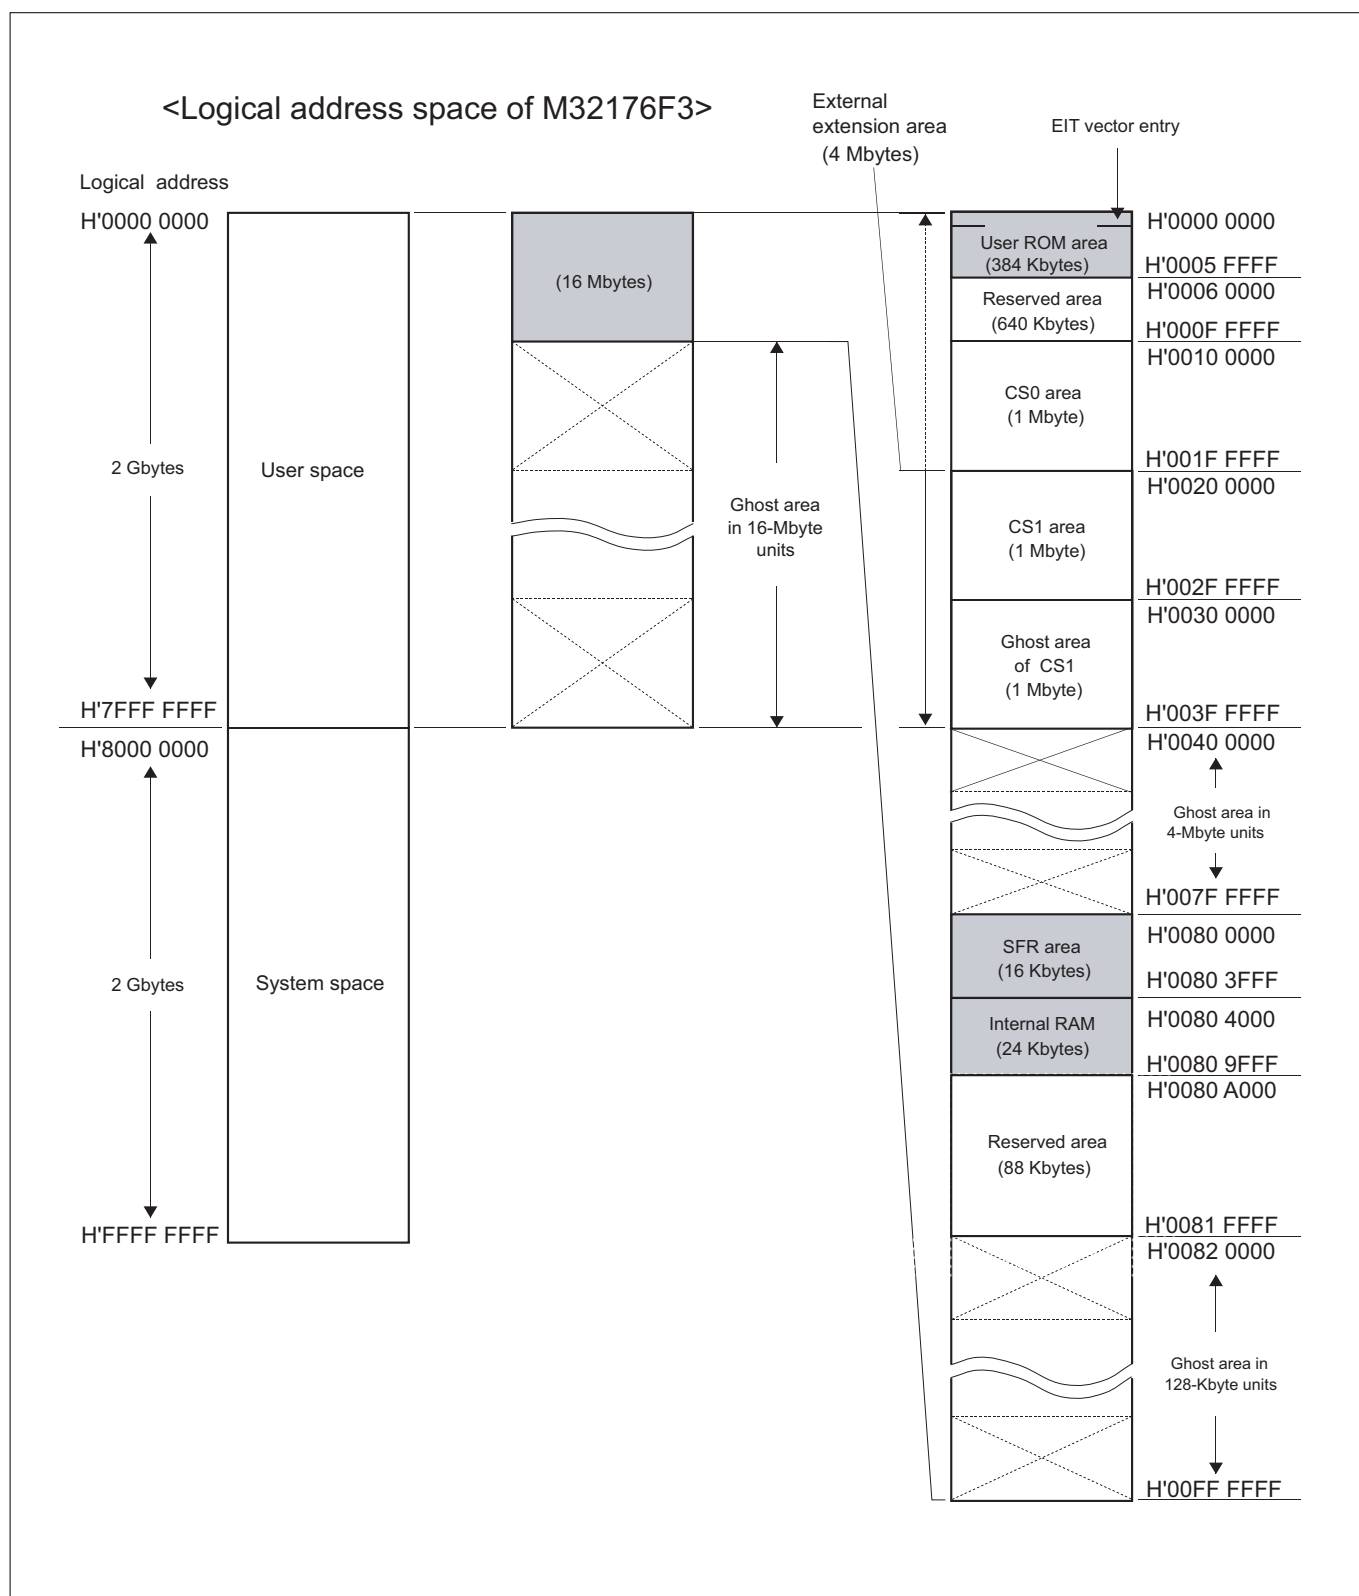 <Logical address space of M32176F3>
External
extension area
(4 Mbytes)
EIT vector entry
Logical address
H'0000 0000
2 Gbytes
H'7FFF FFFF
H'8000 0000
2 Gbytes
H'FFFF FFFF
User space
System space
(16 Mbytes)
Ghost area
in 16-Mbyte
units
User ROM area
(384 Kbytes)
Reserved area
(640 Kbytes)
CS0 area
(1 Mbyte)
CS1 area
(1 Mbyte)
Ghost area
of CS1
(1 Mbyte)
SFR area
(16 Kbytes)
Internal RAM
(24 Kbytes)
Reserved area
(88 Kbytes)
H'0000 0000
H'0005 FFFF
H'0006 0000
H'000F FFFF
H'0010 0000
H'001F FFFF
H'0020 0000
H'002F FFFF
H'0030 0000
H'003F FFFF
H'0040 0000
Ghost area in
4-Mbyte units
H'007F FFFF
H'0080 0000
H'0080 3FFF
H'0080 4000
H'0080 9FFF
H'0080 A000
H'0081 FFFF
H'0082 0000
Ghost area in
128-Kbyte units
H'00FF FFFF